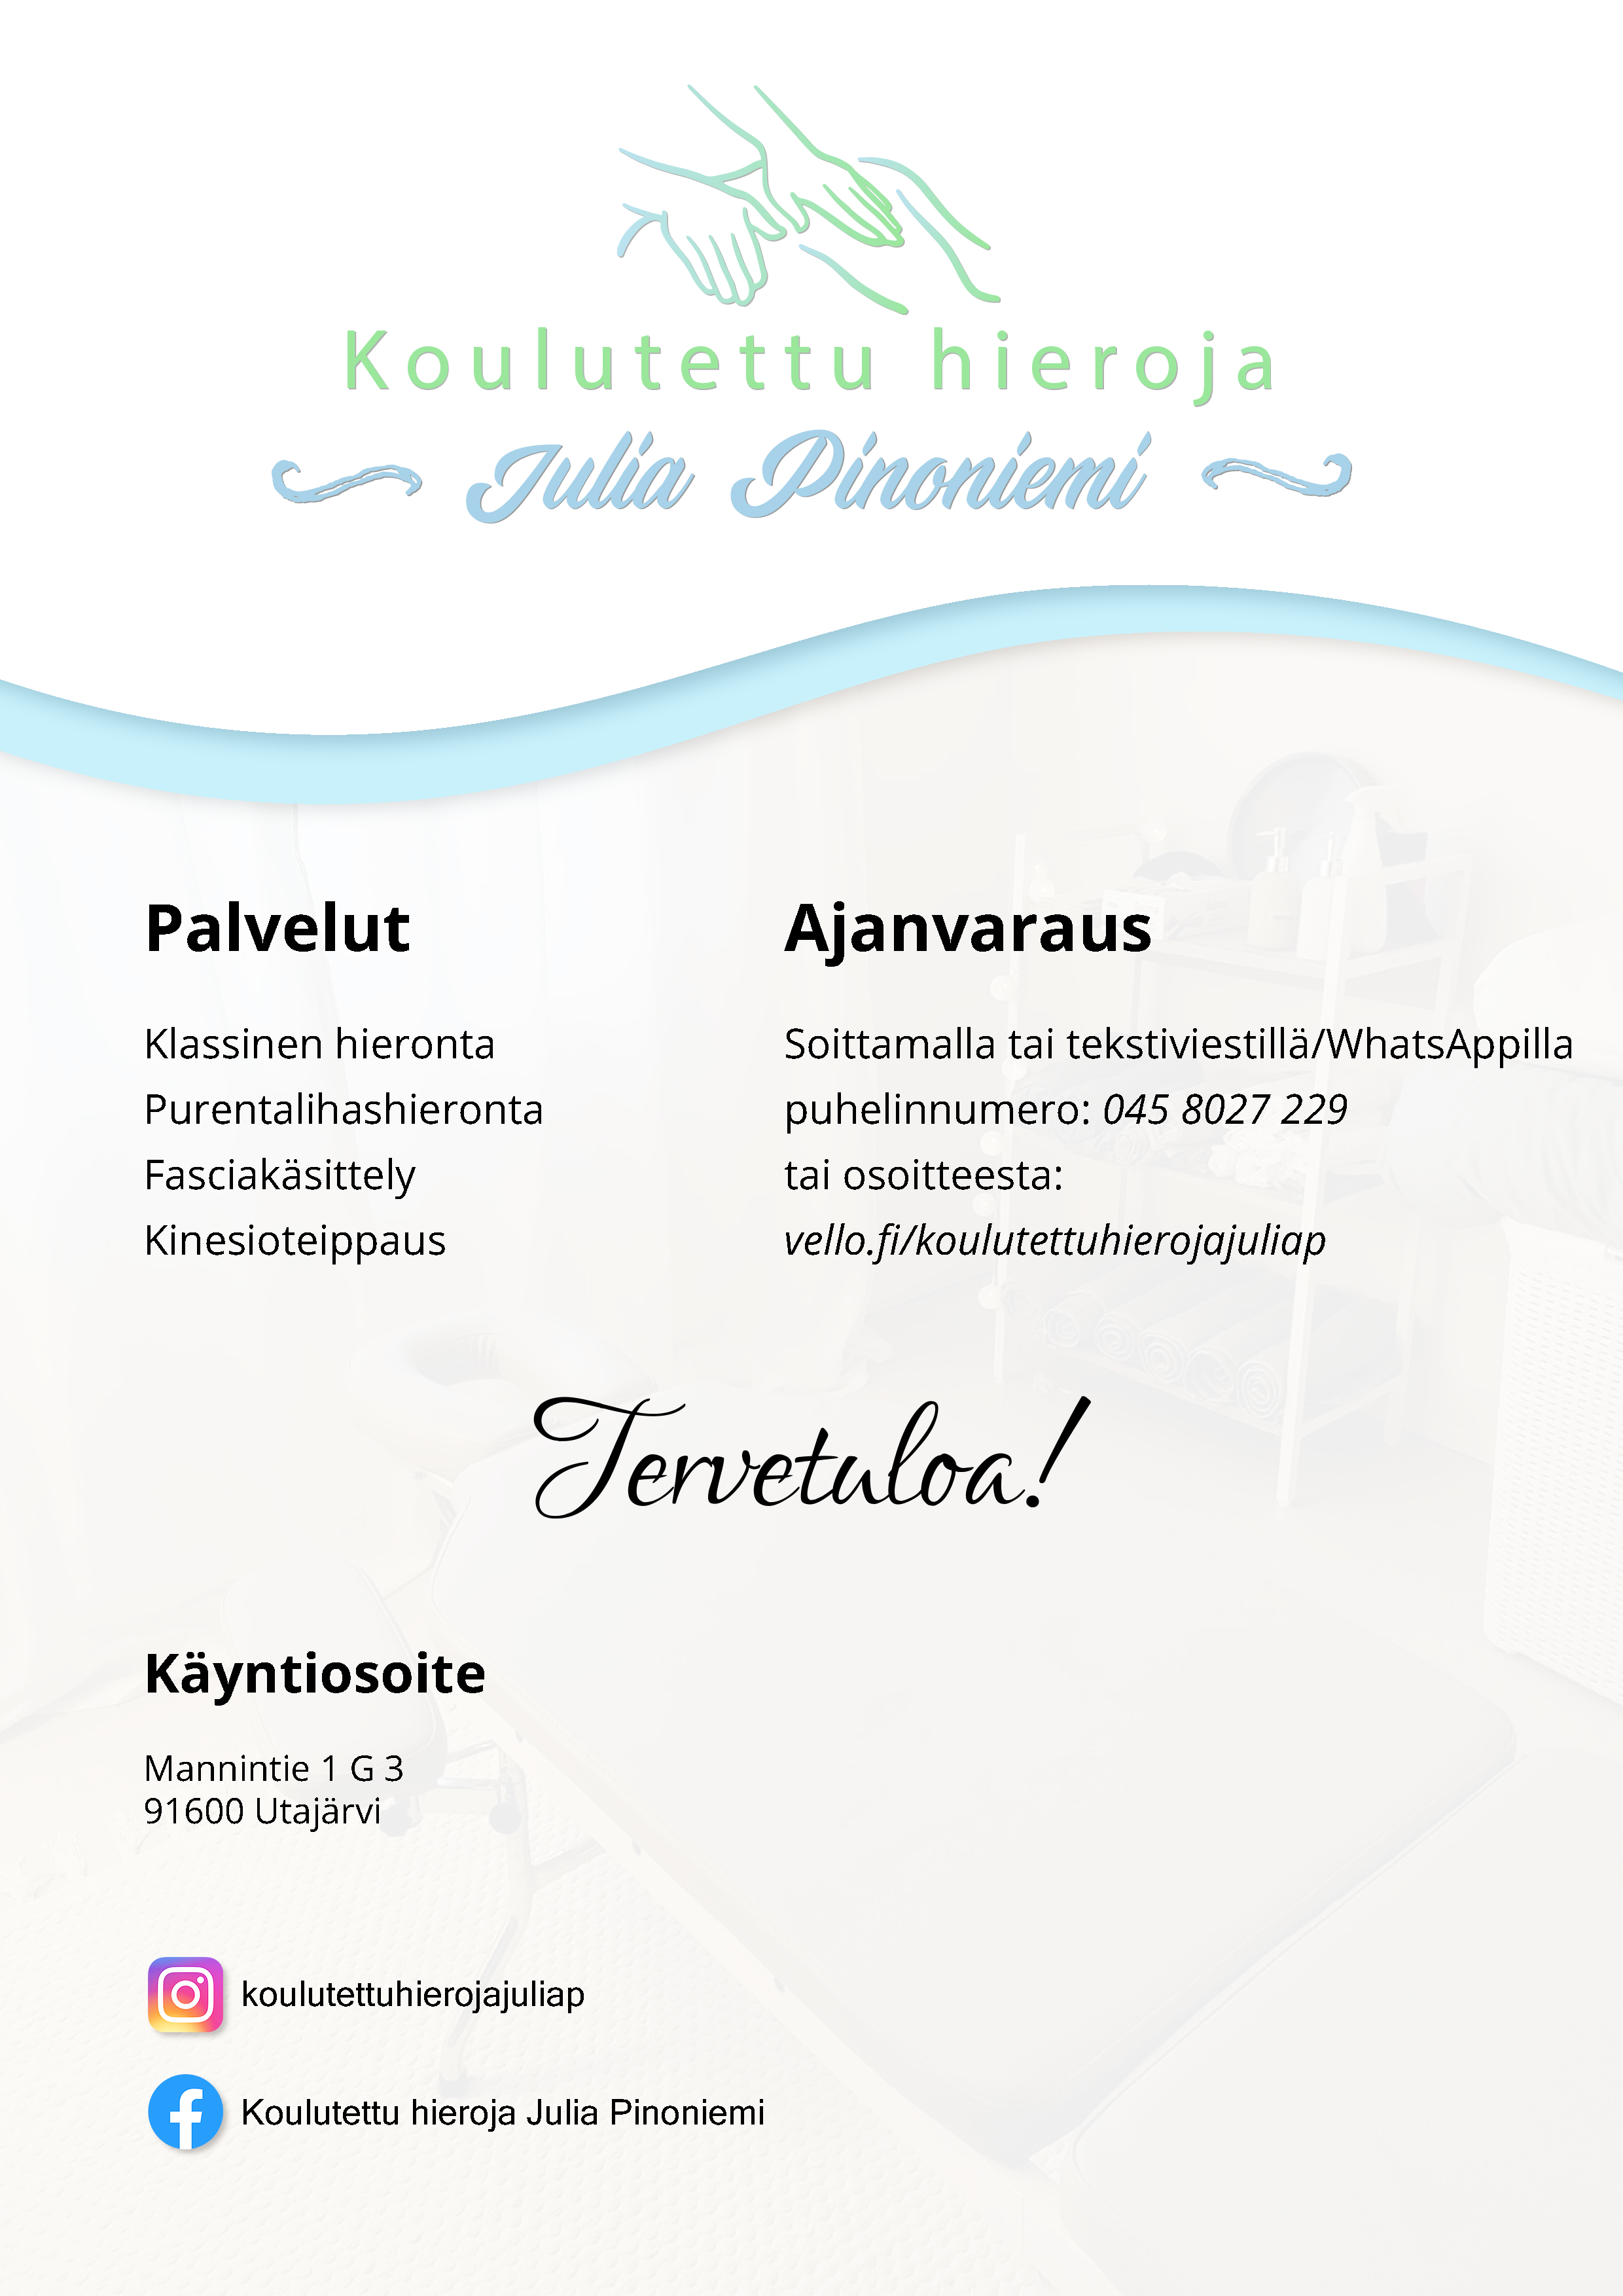 Koulutettu hieroja
Julia Pinoniemi
Palvelut
Klassinen hieronta
Purentalihashieronta
Fasciakäsittely
Kinesioteippaus
Ajanvaraus
Soittamalla tai tekstiviestillä/WhatsAppilla
puhelinnumero: 045 8027 229
tai osoitteesta:
vello.fi/koulutettuhierojajuliap
Tervetuloa!
Käyntiosoite
Mannintie 1 G 3
91600 Utajärvi
koulutettuhierojajuliap
Koulutettu hieroja Julia Pinoniemi